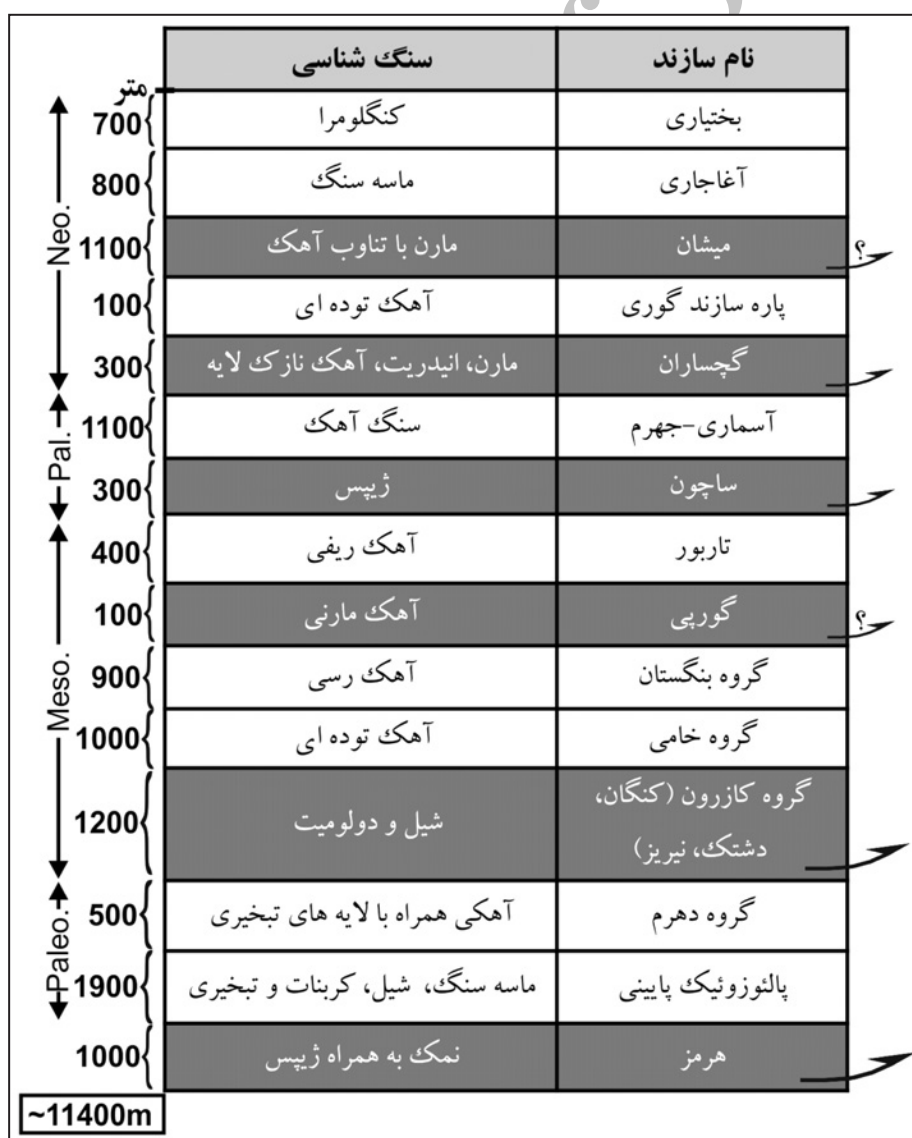 نام سازند سنگ شناسی
متر
بختیاری کنگلومرا 700
آغاجاری ماسه سنگ 800
؟ میشان مارن با تناوب آهک 1100
پاره سازند گوری آهک توده ای 100
گچساران مارن، انیدریت، آهک نازک لایه 300
Neo.
آسماری-جهرم سنگ آهک 1100
ساچون ژیپس 300
Pal.
تاربور آهک ریفی 400
؟ گورپی آهک مارنی 100
گروه بنگستان آهک رسی 900
گروه خامی آهک توده ای 1000
گروه کازرون (کنگان،
دشتک، نیریز) شیل و دولومیت 1200
Meso.
گروه دهرم آهکی همراه با لایه های تبخیری 500
پالئوزوئیک پایینی ماسه سنگ، شیل، کربنات و تبخیری 1900
Paleo.
هرمز نمک به همراه ژیپس 1000
~11400m